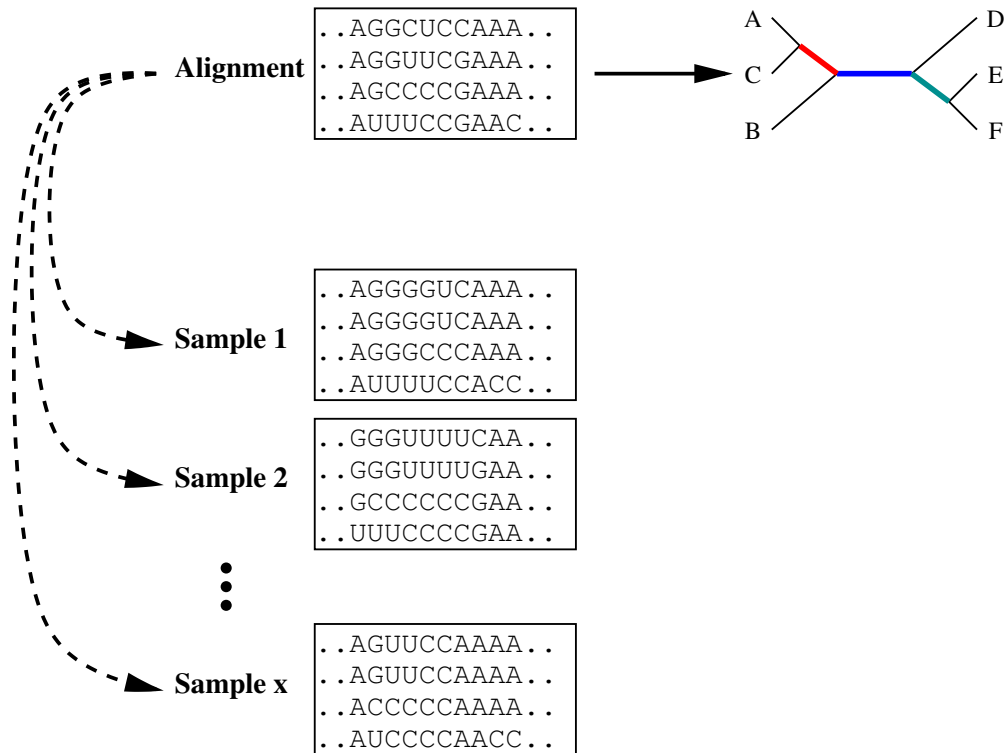 Alignment
..AGGCUCCAAA..
..AGGUUCGAAA..
..AGCCCCGAAA..
..AUUUCCGAAC..
A
C
B
D
E
F
Sample 1
..AGGGGUCAAA..
..AGGGGUCAAA..
..AGGGCCCAAA..
..AUUUUCCACC..
Sample 2
..GGGUUUUCAA..
..GGGUUUUGAA..
..GCCCCCCGAA..
..UUUCCCCGAA..
Sample x
..AGUUCCAAAA..
..AGUUCCAAAA..
..ACCCCCAAAA..
..AUCCCCAACC..